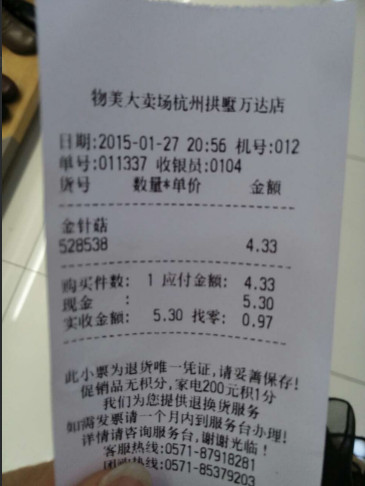 物美大卖场杭州拱墅万达店
日期:2015-01-27 20:56 机号:012
单号:011337 收银员:0104
货号 数量*单价 金额
金针菇
528538 4.33
购买件数: 1 应付金额: 4.33
现金 : 5.30
实收金额: 5.30 找零: 0.97
此小票为退货唯一凭证,请妥善保存!
促销品无积分,家电200元积1分
我们为您提供退换货服务
如需发票请一个月内到服务台办理!
详情请咨询服务台,谢谢光临!
客服热线:0571-87918281
团购热线:0571-85379203